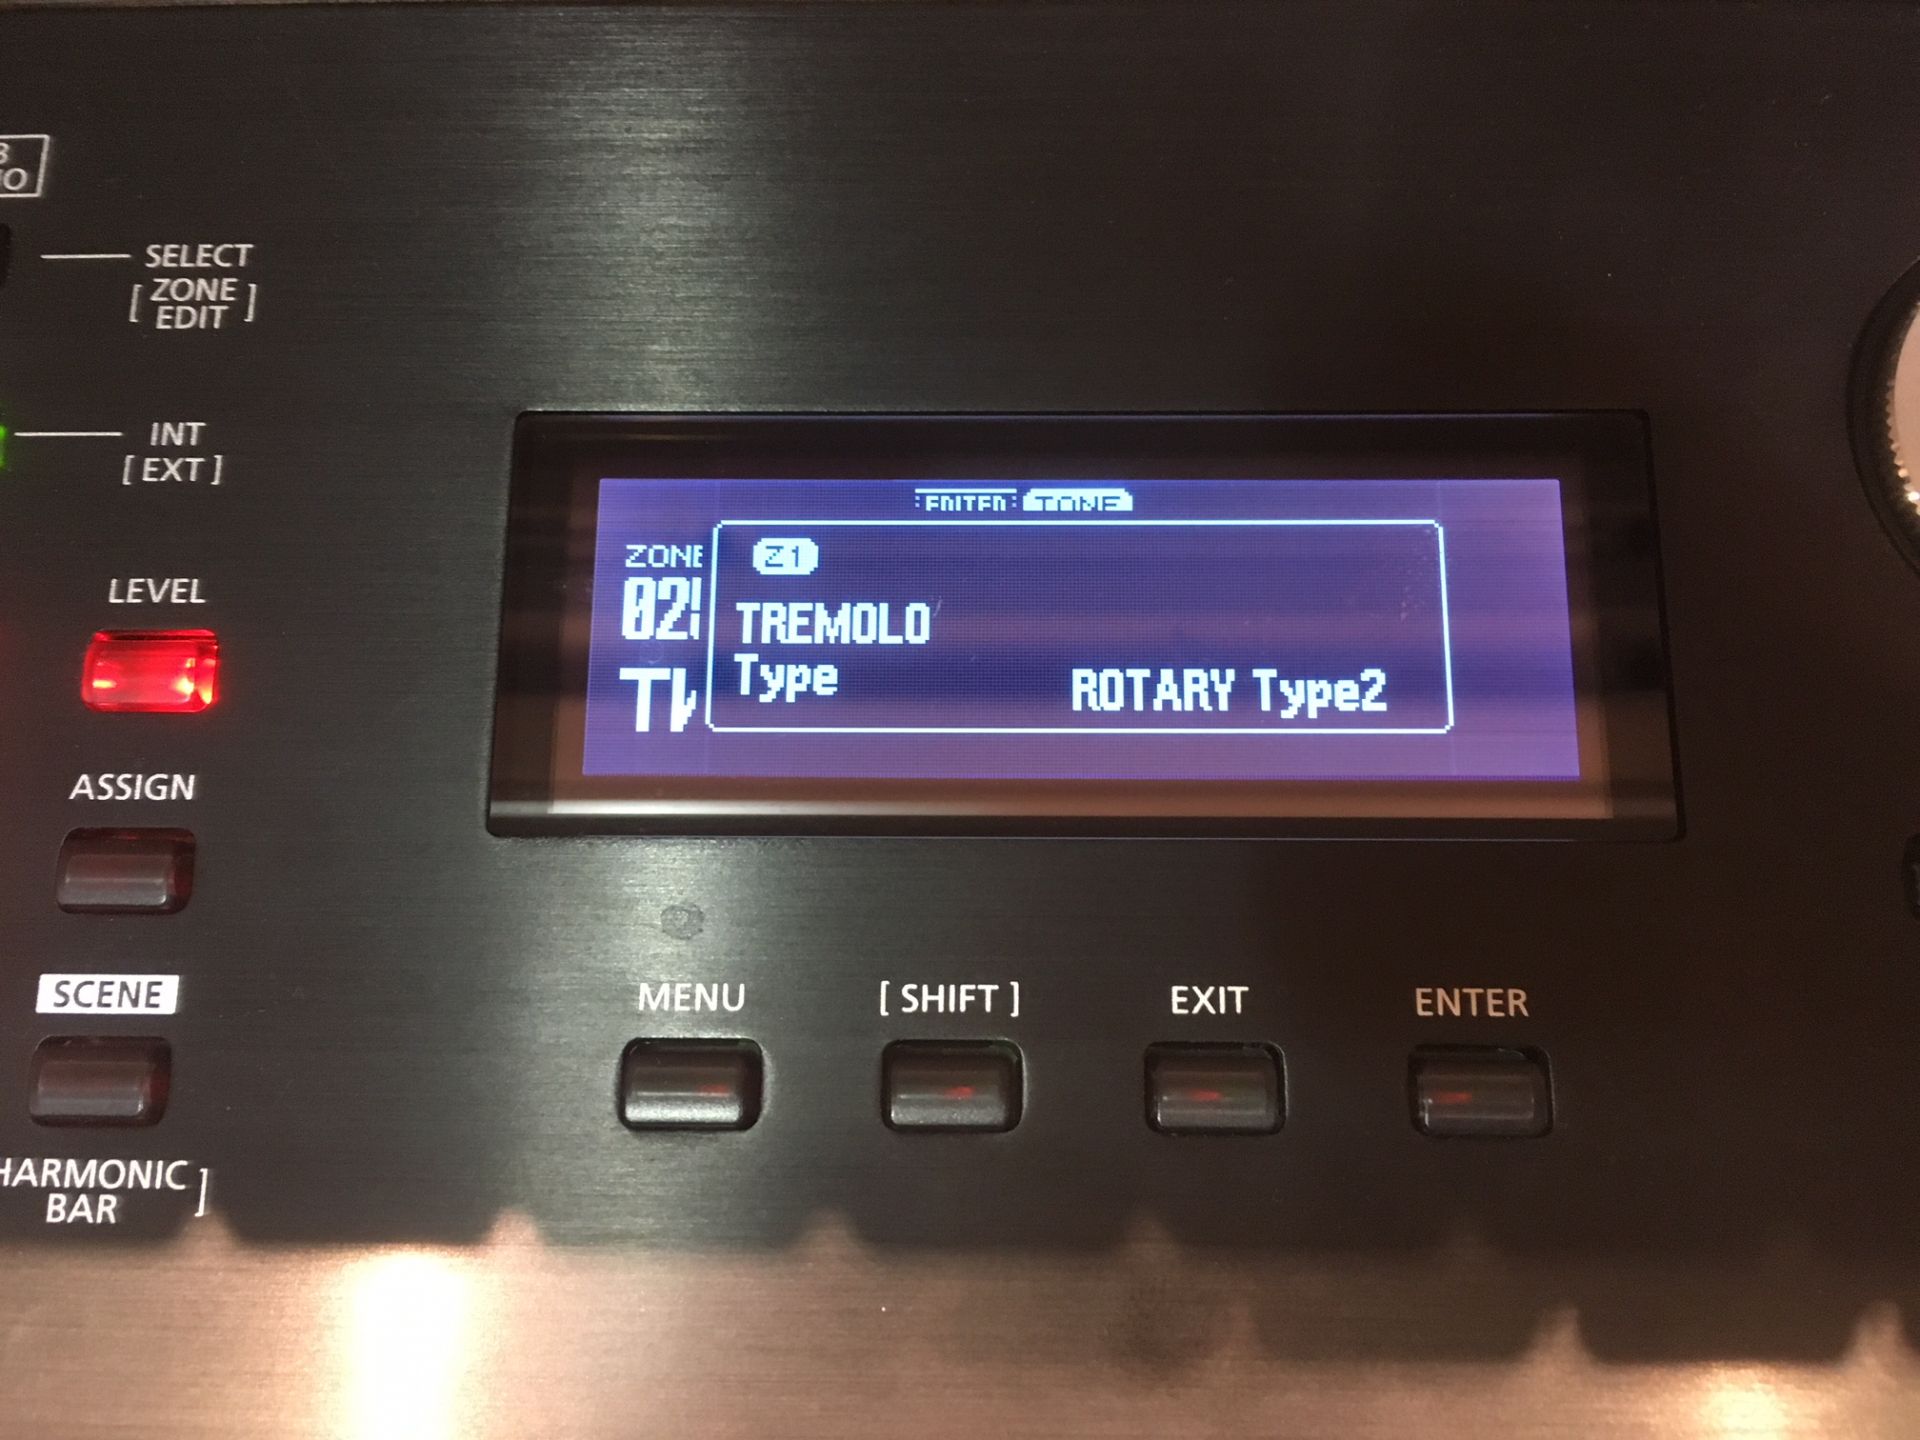 SELECT
[ ZONE
EDIT ]
INT
[ EXT ]
LEVEL
ASSIGN
SCENE
HARMONIC
BAR ]
TONE
ZONE
Z1
TREMOLO
Type
ROTARY Type2
MENU
[ SHIFT ]
EXIT
ENTER